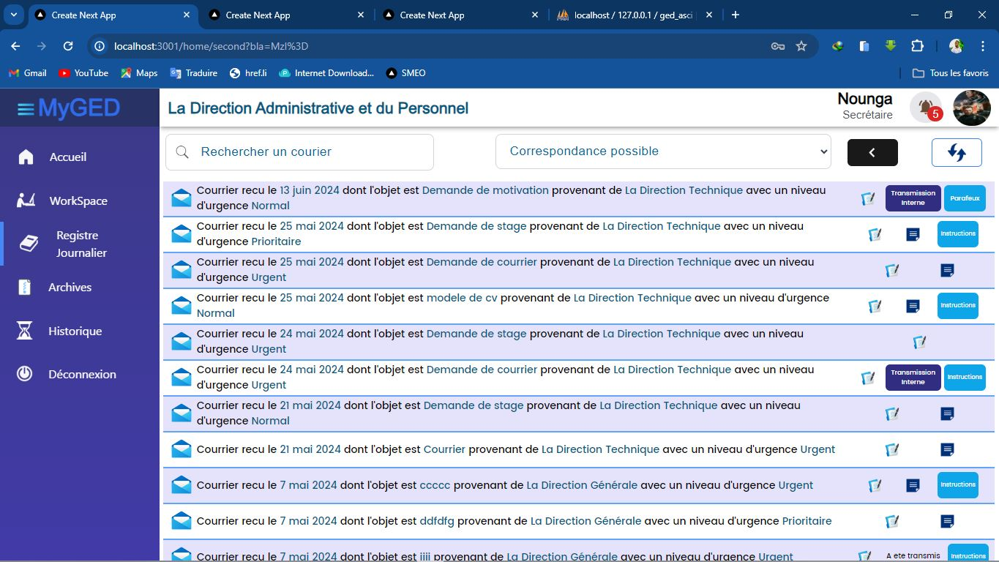 Create Next App
Create Next App
Create Next App
localhost / 127.0.0.1 / ged_asci
localhost:3001/home/second?bla=MzI%3D
Gmail
YouTube
Maps
Traduire
href.li
Internet Download...
SMEO
Tous les favoris
MyGED
La Direction Administrative et du Personnel
Nounga
Secrétaire
5
Accueil
WorkSpace
Registre
Journalier
Archives
Historique
Déconnexion
Rechercher un courier
Correspondance possible
Courrier recu le 13 juin 2024 dont l'objet est Demande de motivation provenant de La Direction Technique avec un niveau
d'urgence Normal
Transmission
Interne
Parafeux
Courrier recu le 25 mai 2024 dont l'objet est Demande de stage provenant de La Direction Technique avec un niveau
d'urgence Prioritaire
Instructions
Courrier recu le 25 mai 2024 dont l'objet est Demande de courrier provenant de La Direction Technique avec un niveau
d'urgence Urgent
Courrier recu le 25 mai 2024 dont l'objet est modele de cv provenant de La Direction Technique avec un niveau d'urgence
Normal
Instructions
Courrier recu le 24 mai 2024 dont l'objet est Demande de stage provenant de La Direction Technique avec un niveau
d'urgence Urgent
Courrier recu le 24 mai 2024 dont l'objet est Demande de courrier provenant de La Direction Technique avec un niveau
d'urgence Urgent
Transmission
Interne
Instructions
Courrier recu le 21 mai 2024 dont l'objet est Demande de stage provenant de La Direction Technique avec un niveau
d'urgence Normal
Courrier recu le 21 mai 2024 dont l'objet est Courrier provenant de La Direction Technique avec un niveau d'urgence Urgent
Courrier recu le 7 mai 2024 dont l'objet est ccccc provenant de La Direction Générale avec un niveau d'urgence Urgent
Instructions
Courrier recu le 7 mai 2024 dont l'objet est ddfdfg provenant de La Direction Générale avec un niveau d'urgence Prioritaire
Courrier recu le 7 mai 2024 dont l'objet est jjjj provenant de La Direction Générale avec un niveau d'urgence Urgent
A ete transmis
Instructions